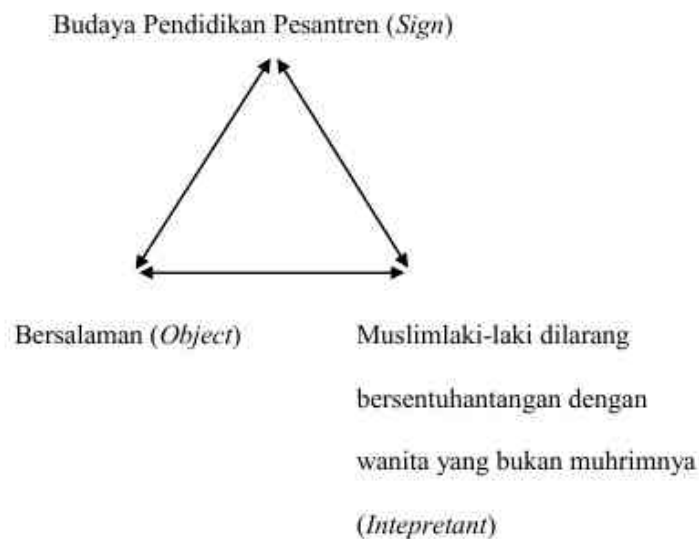 Budaya Pendidikan Pesantren (Sign)
Bersalaman (Object)
Muslimlaki-laki dilarang
bersentuhantangan dengan
wanita yang bukan muhrimnya
(Intepretant)